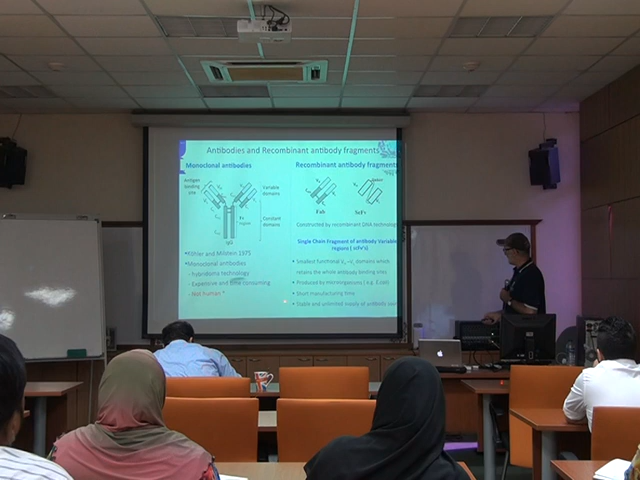 Antibodies and Recombinant antibody fragments
Monoclonal antibodies
Antigen binding site
Variable domains
Constant domains
Fc
IgG
Köhler and Milstein 1975
Monoclonal antibodies
- hybridoma technology
- Expensive and time consuming
- Not human
Recombinant antibody fragments
Fab
ScFv
Constructed by recombinant DNA technology
Single Chain Fragment of antibody Variable
regions ( scFv's)
Smallest functional V -V domains which
retains the whole antibody binding sites
Produced by microorganisms ( e.g. E.coli)
Short manufacturing time
Stable and unlimited supply of antibody